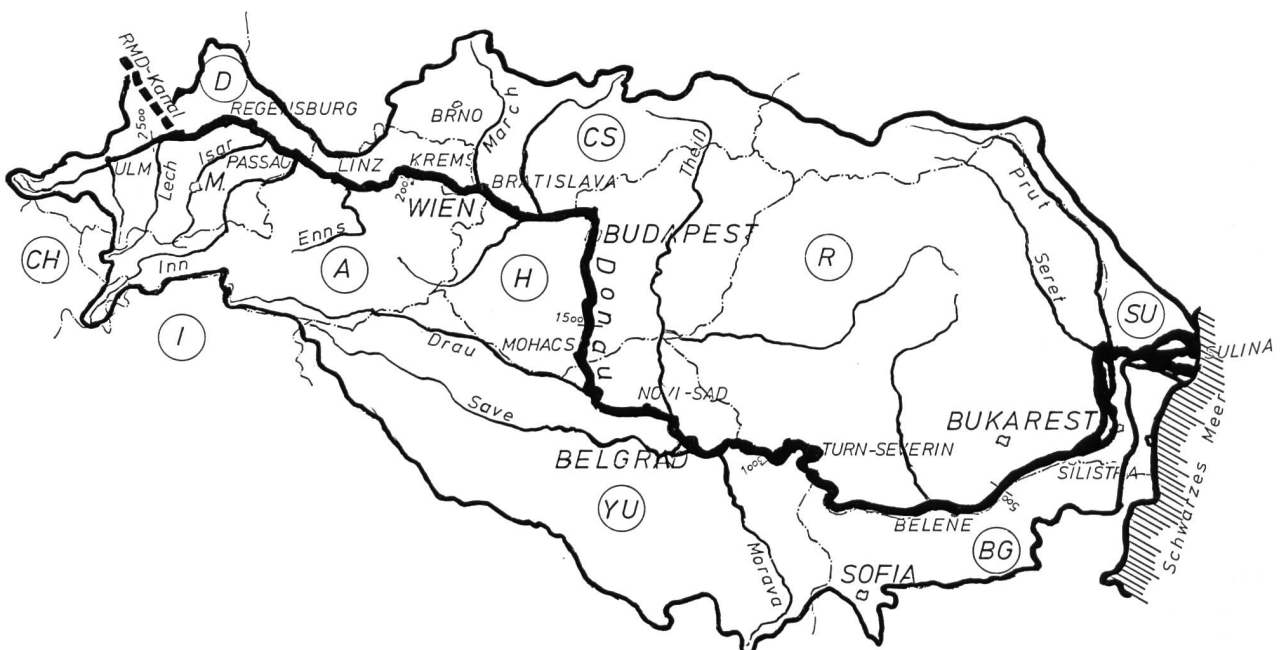 RMD-Kanal
D
REGENSBURG
2500
ULM
Lech
Isar
M.
PASSAU
LINZ
KREMS
2000
WIEN
BRNO
March
CS
BRATISLAVA
Theiß
BUDAPEST
CH
Inn
Enns
A
H
Donau
R
Prut
Seret
SU
SULINA
I
1500
MOHACS
Drau
Save
NOVI-SAD
BELGRAD
YU
1000
TURN-SEVERIN
BUKAREST
SILISTRA
500
BELENE
BG
Morava
SOFIA
Schwarzes Meer